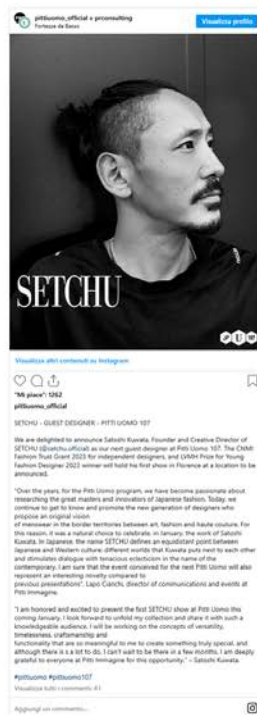 pittiuomo_official e prconsulting
Fortezza da Basso
Visualizza profilo
SETCHU
Visualizza altri contenuti su Instagram
"Mi piace": 1262
pittiuomo_official
SETCHU - GUEST DESIGNER - PITTI UOMO 107
We are delighted to announce Satoshi Kuwata, Founder and Creative Director of
SETCHU (@setchu.official) as our next guest designer at Pitti Uomo 107. The CNMI
Fashion Trust Grant 2023 for independent designers, and LVMH Prize for Young
Fashion Designer 2023 winner will hold his first show in Florence at a location to be
announced.
"Over the years, for the Pitti Uomo program, we have become passionate about
researching the great masters and innovators of Japanese fashion. Today, we
continue to get to know and promote the new generation of designers who
propose an original vision
of menswear in the border territories between art, fashion and haute couture. For
this reason, it was a natural choice to celebrate, in january, the work of Satoshi
Kuwata. In Japanese, the name SETCHU defines an equidistant point between
Japanese and Western culture: different worlds that Kuwata puts next to each other
and stimulates dialogue with tenacious eclecticism in the name of the
contemporary. I am sure that the event conceived for the next Pitti Uomo will also
represent an interesting novelty compared to
previous presentations". Lapo Cianchi, director of communications and events at
Pitti Immagine.
"I am honored and excited to present the first SETCHU show at Pitti Uomo this
coming January. I look forward to unfold my collection and share it with such a
knowledgeable audience. I will be working on the concepts of versatility,
timelessness, craftsmanship and
functionality that are so meaningful to me to create something truly special, and
although there is a lot to do, I can't wait to be there in a few months. I am deeply
grateful to everyone at Pitti Immagine for this opportunity." – Satoshi Kuwata.
#pittiuomo #pittiuomo107
Visualizza tutti i commenti 41
Aggiungi un commento...